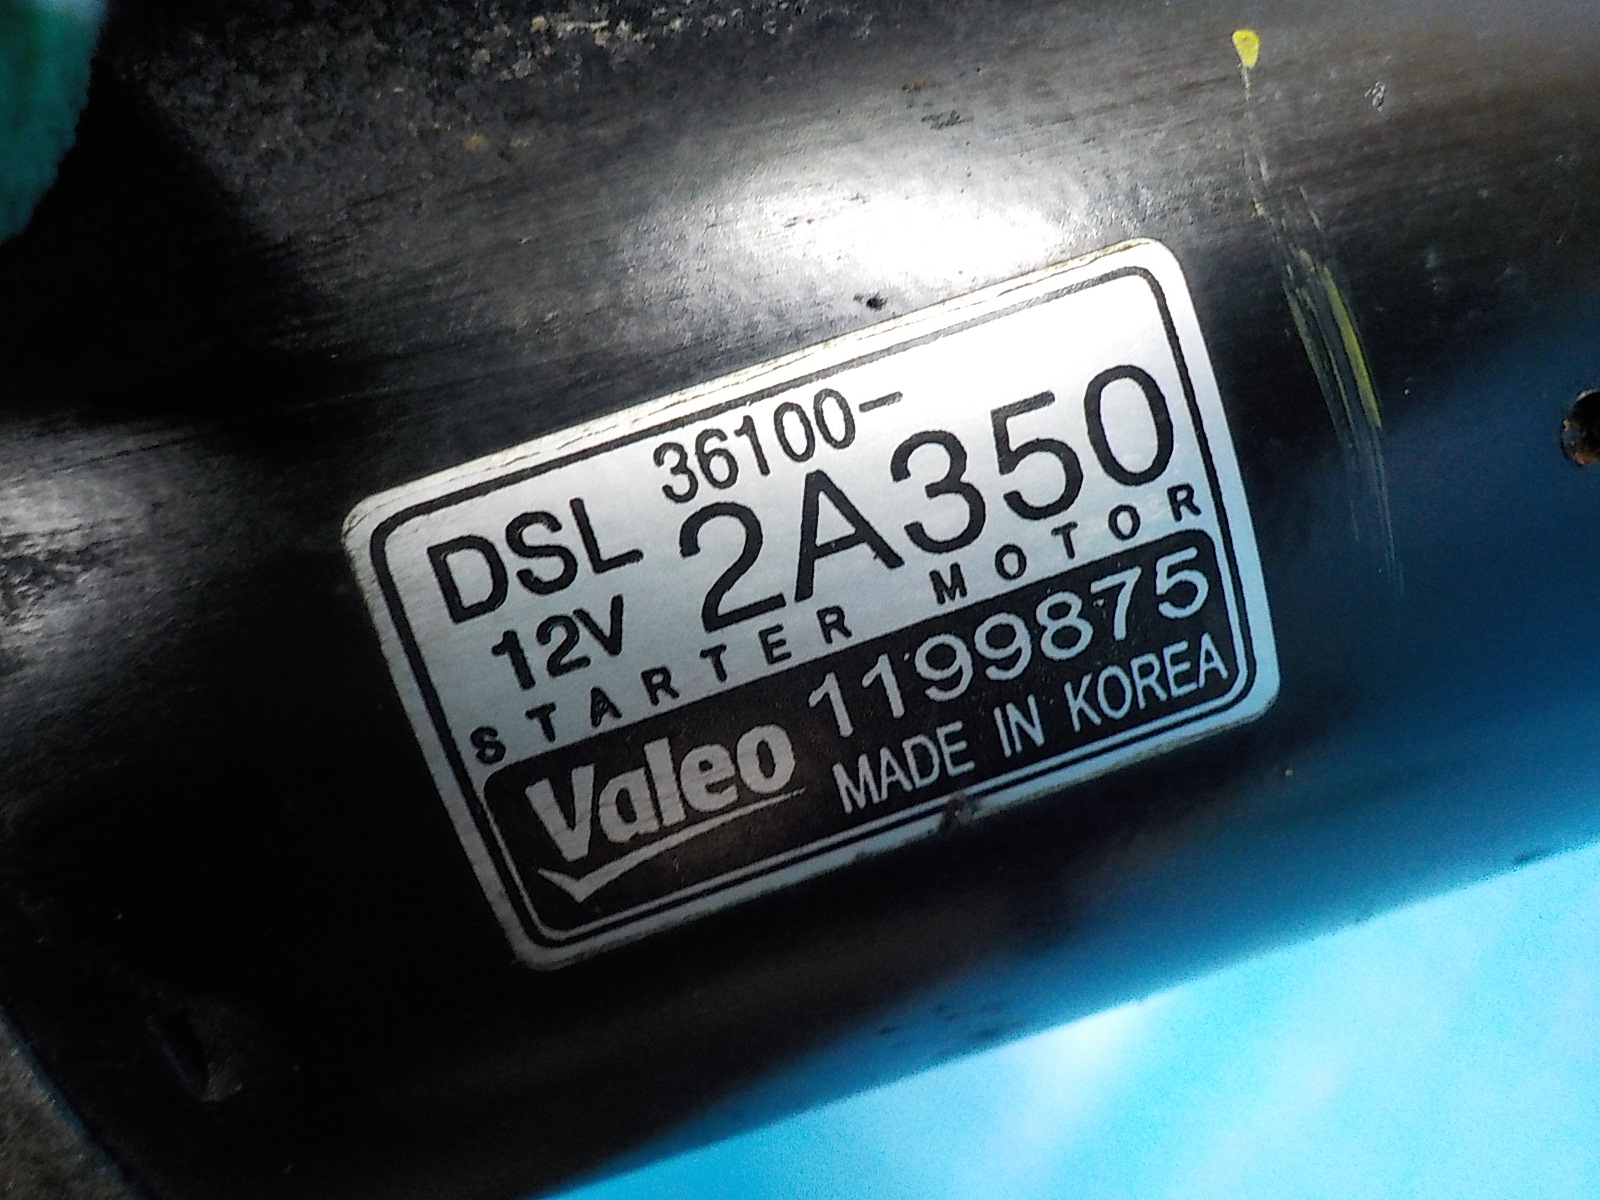 36100-
DSL 2A350
12V
STARTER MOTOR
Valeo 1199875
MADE IN KOREA